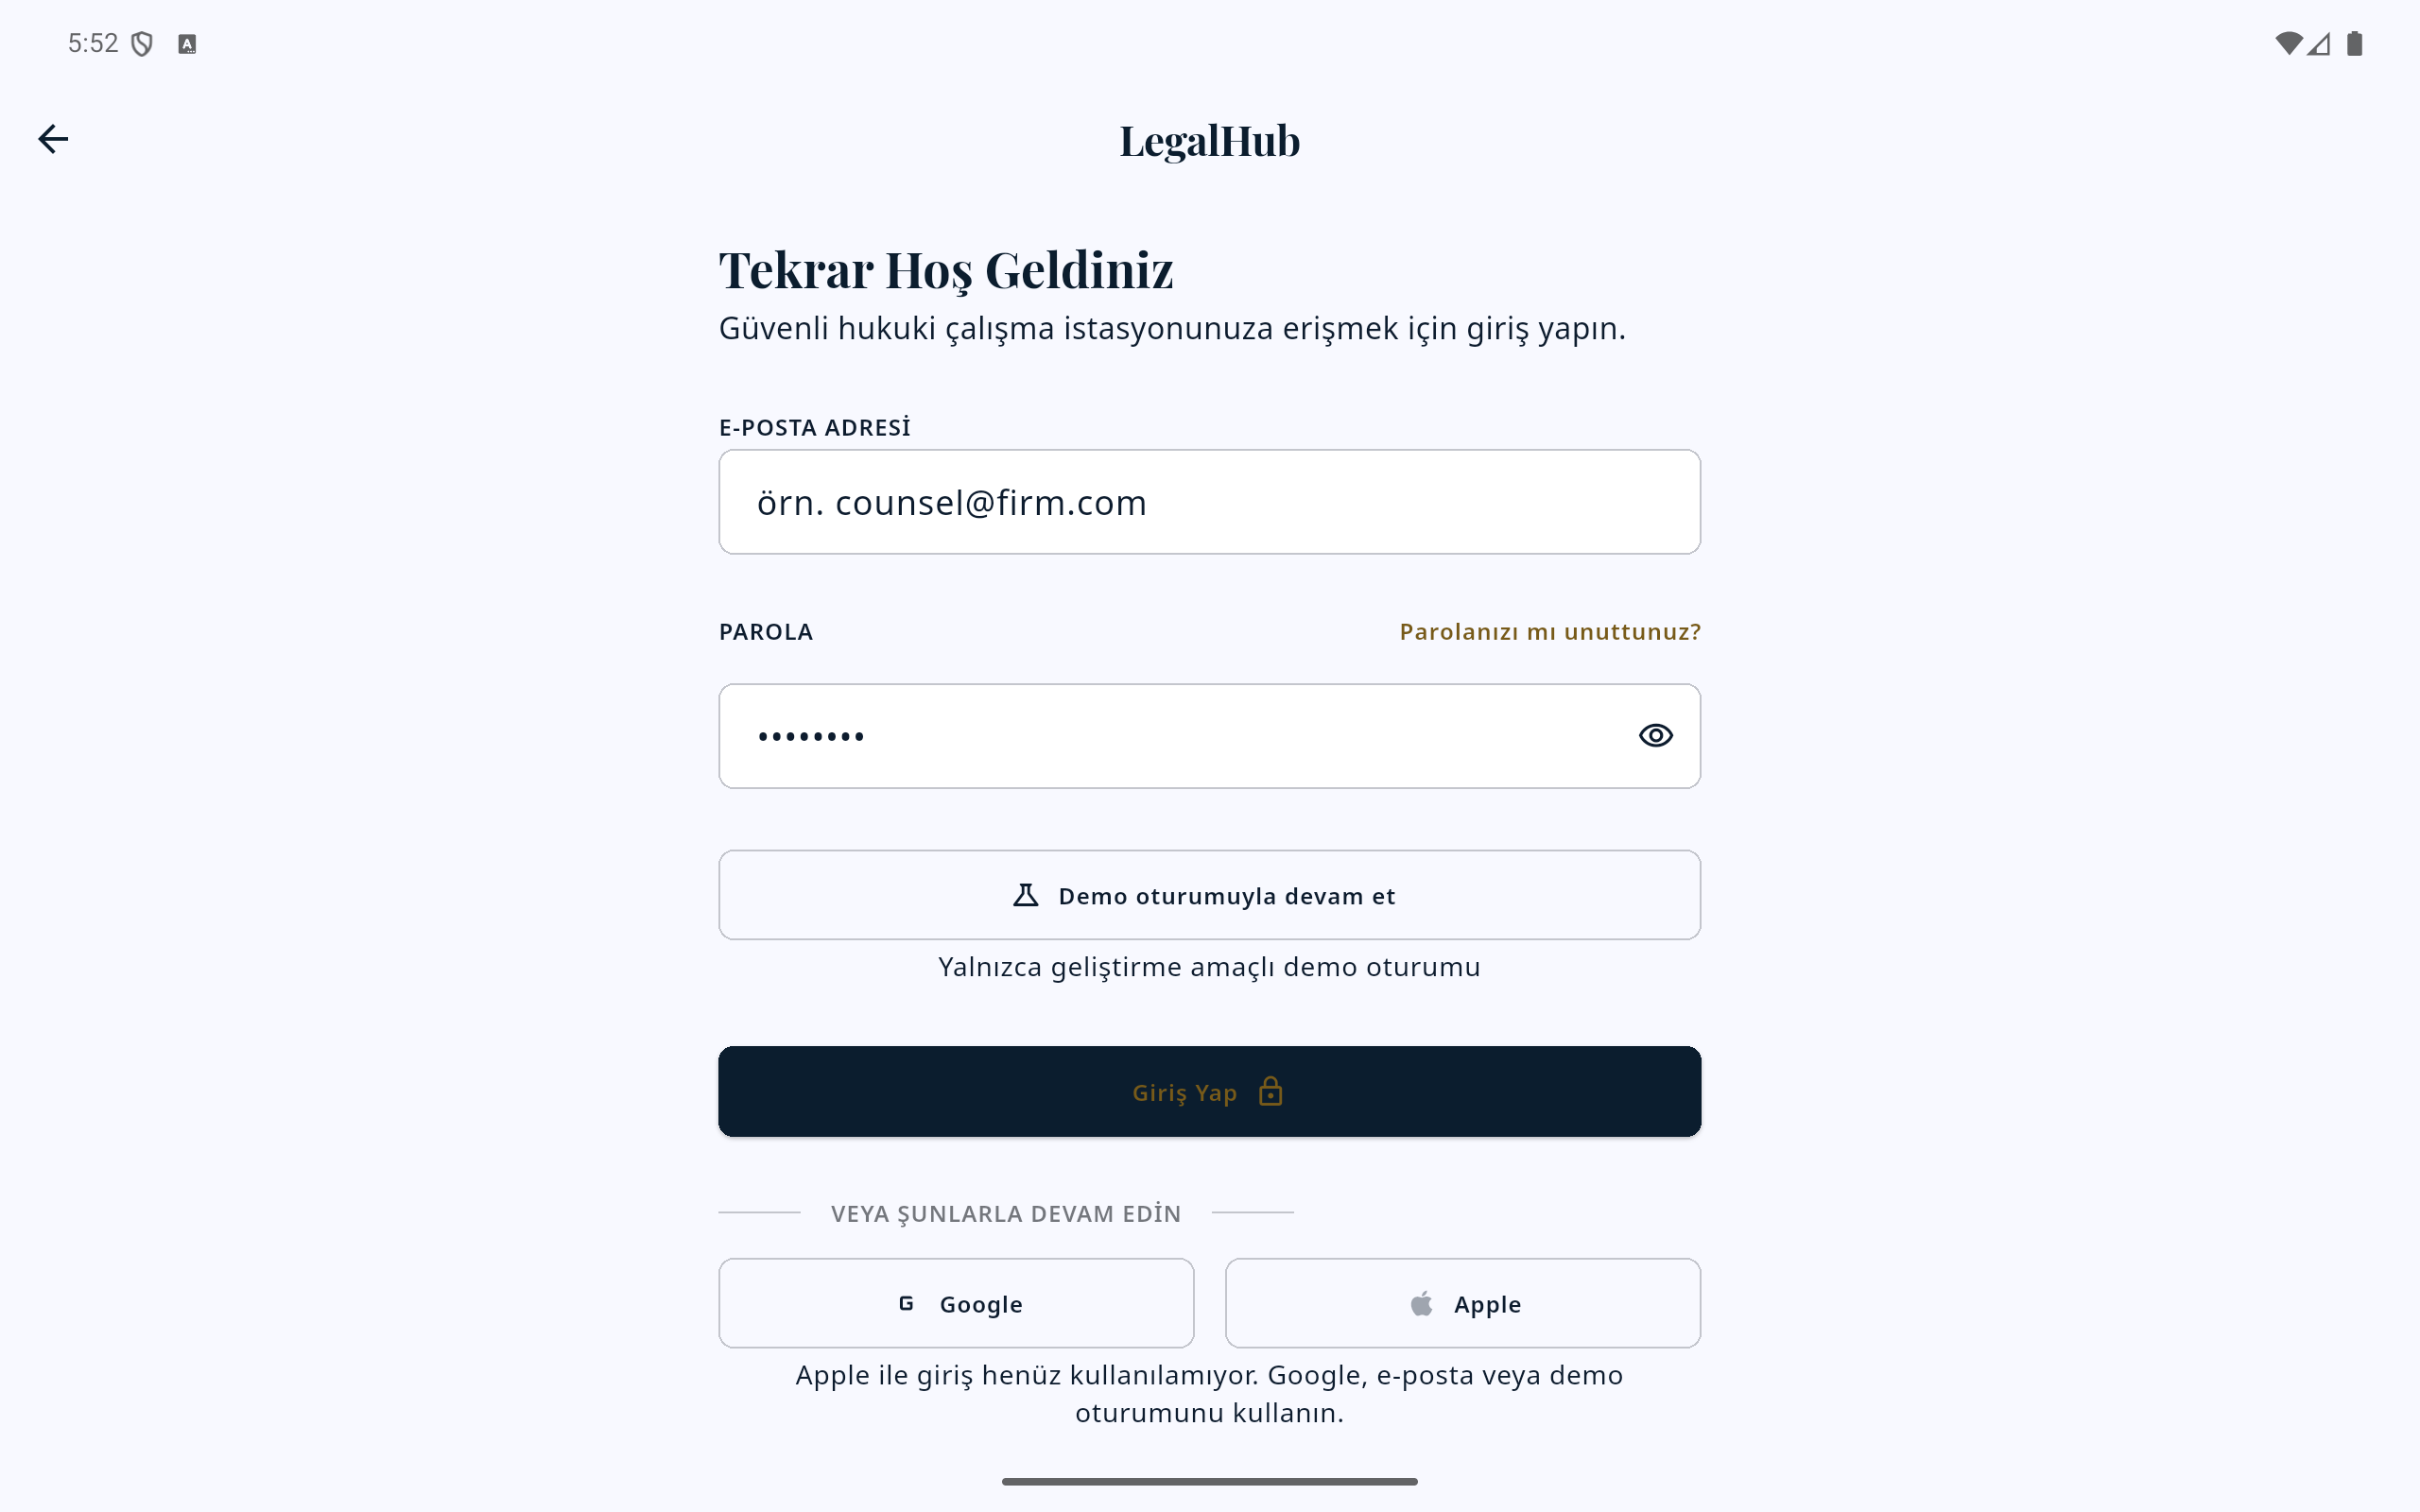 5:52
LegalHub
Tekrar Hoş Geldiniz
Güvenli hukuki çalışma istasyonunuza erişmek için giriş yapın.
E-POSTA ADRESİ
örn. counsel@firm.com
PAROLA
Parolanızı mı unuttunuz?
••••••••
Demo oturumuyla devam et
Yalnızca geliştirme amaçlı demo oturumu
Giriş Yap
VEYA ŞUNLARLA DEVAM EDİN
G Google
Apple
Apple ile giriş henüz kullanılamıyor. Google, e-posta veya demo
oturumunu kullanın.